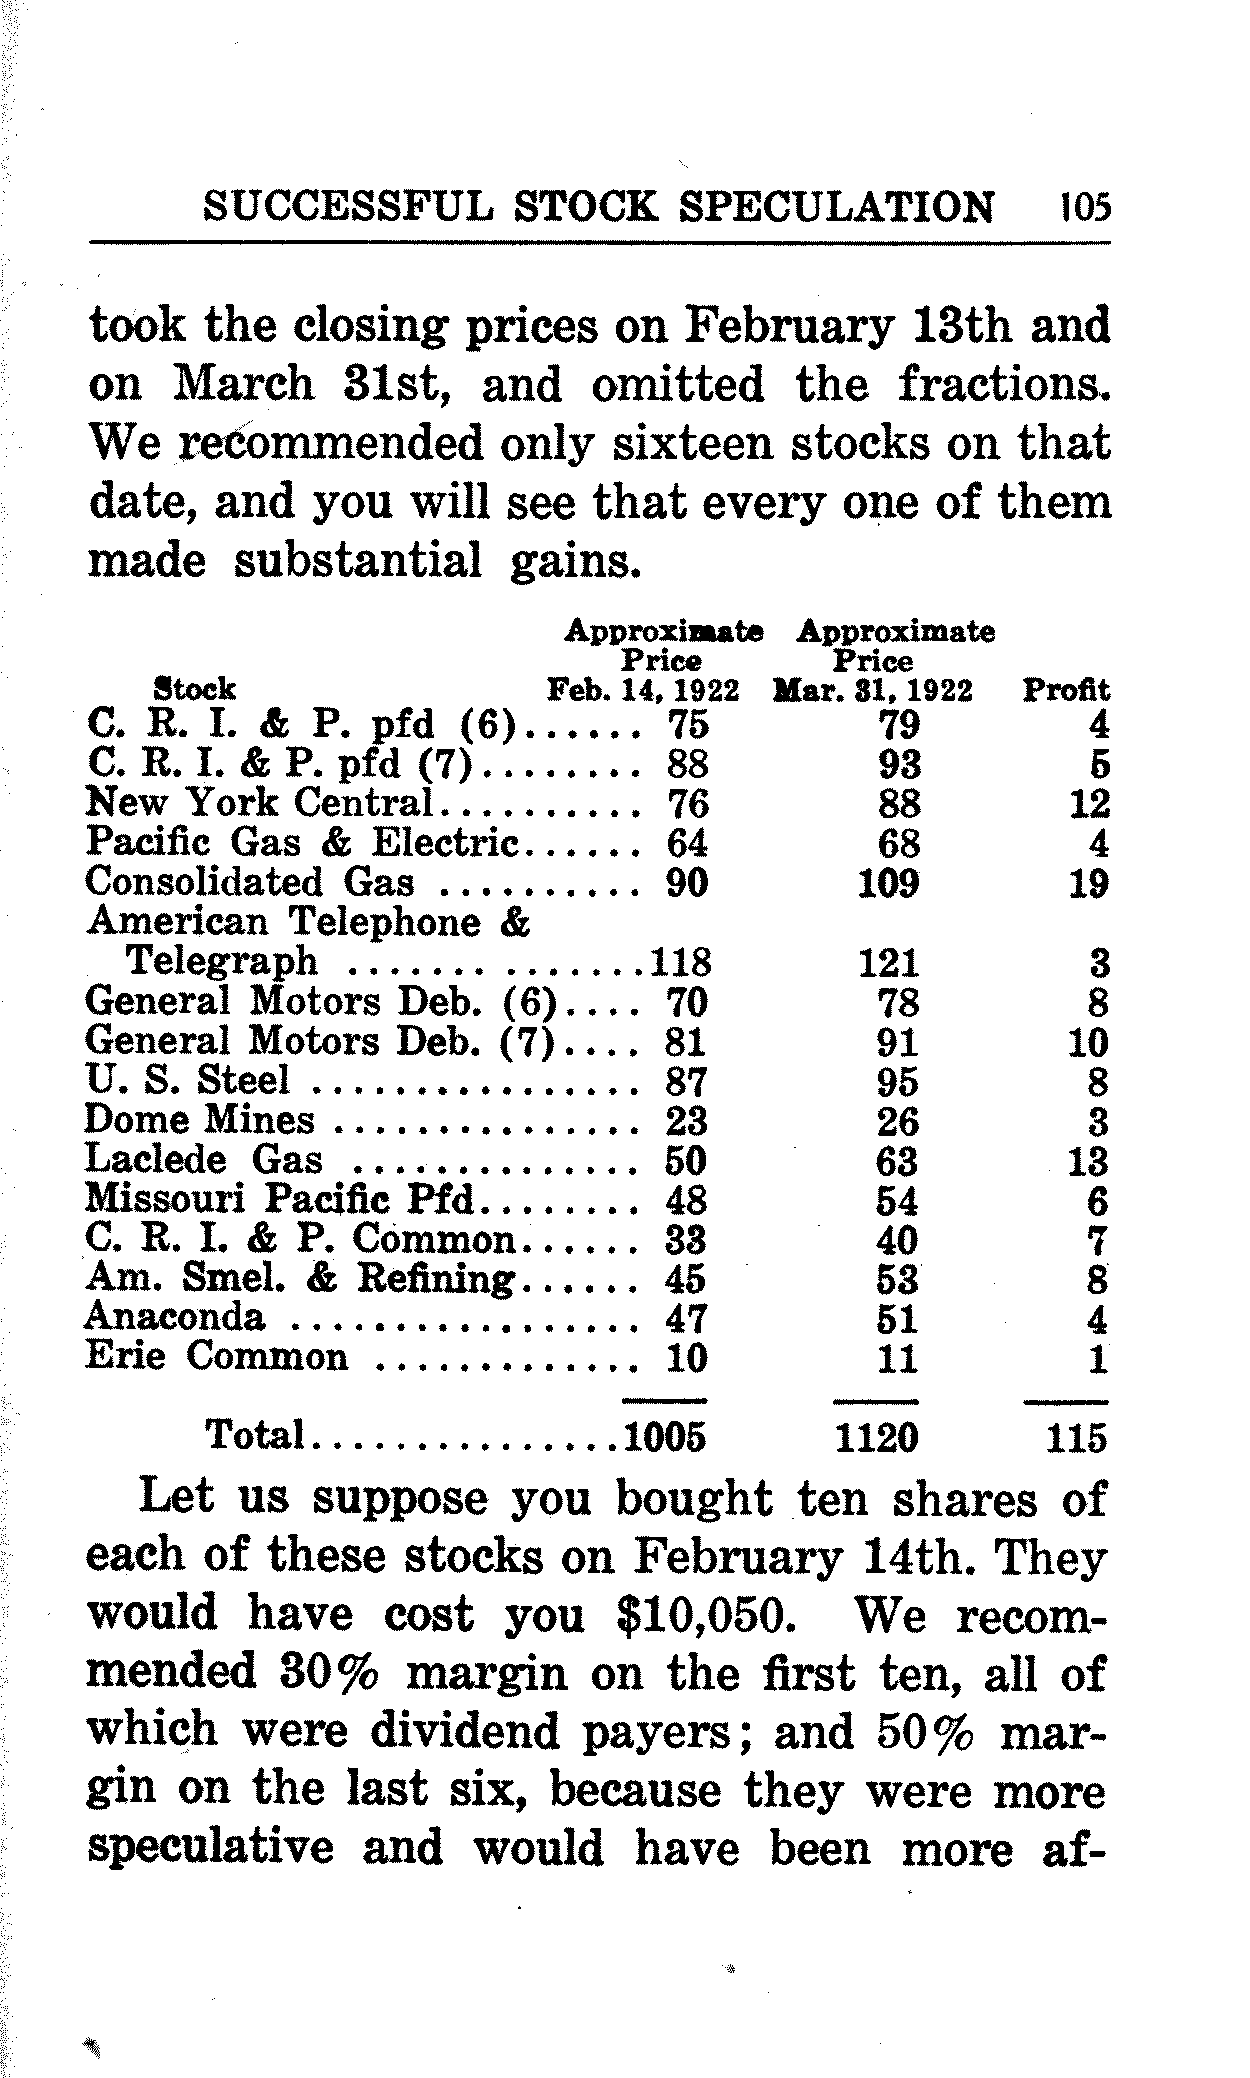 SUCCESSFUL STOCK SPECULATION 105
took the closing prices on February 13th and
on March 31st, and omitted the fractions.
We recommended only sixteen stocks on that
date, and you will see that every one of them
made substantial gains.
Approximate Approximate
Price Price
Stock Feb. 14, 1922 Mar. 31, 1922 Profit
C. R. I. & P. pfd (6)...... 75 79 4
C. R. I. & P. pfd (7)........ 88 93 5
New York Central.......... 76 88 12
Pacific Gas & Electric...... 64 68 4
Consolidated Gas .......... 90 109 19
American Telephone &
Telegraph ..............118 121 3
General Motors Deb. (6).... 70 78 8
General Motors Deb. (7).... 81 91 10
U. S. Steel ................ 87 95 8
Dome Mines ............... 23 26 3
Laclede Gas .............. 50 63 13
Missouri Pacific Pfd........ 48 54 6
C. R. I. & P. Common...... 33 40 7
Am. Smel. & Refining...... 45 53 8
Anaconda ................. 47 51 4
Erie Common ............. 10 11 1
Total...............1005 1120 115
Let us suppose you bought ten shares of
each of these stocks on February 14th. They
would have cost you $10,050. We recom-
mended 30% margin on the first ten, all of
which were dividend payers; and 50% mar-
gin on the last six, because they were more
speculative and would have been more af-